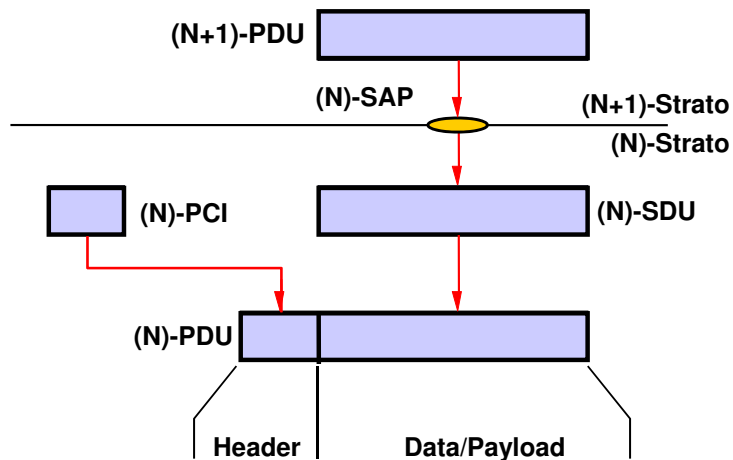 (N+1)-PDU
(N)-SAP
(N+1)-Strato
(N)-Strato
(N)-PCI
(N)-SDU
(N)-PDU
Header
Data/Payload